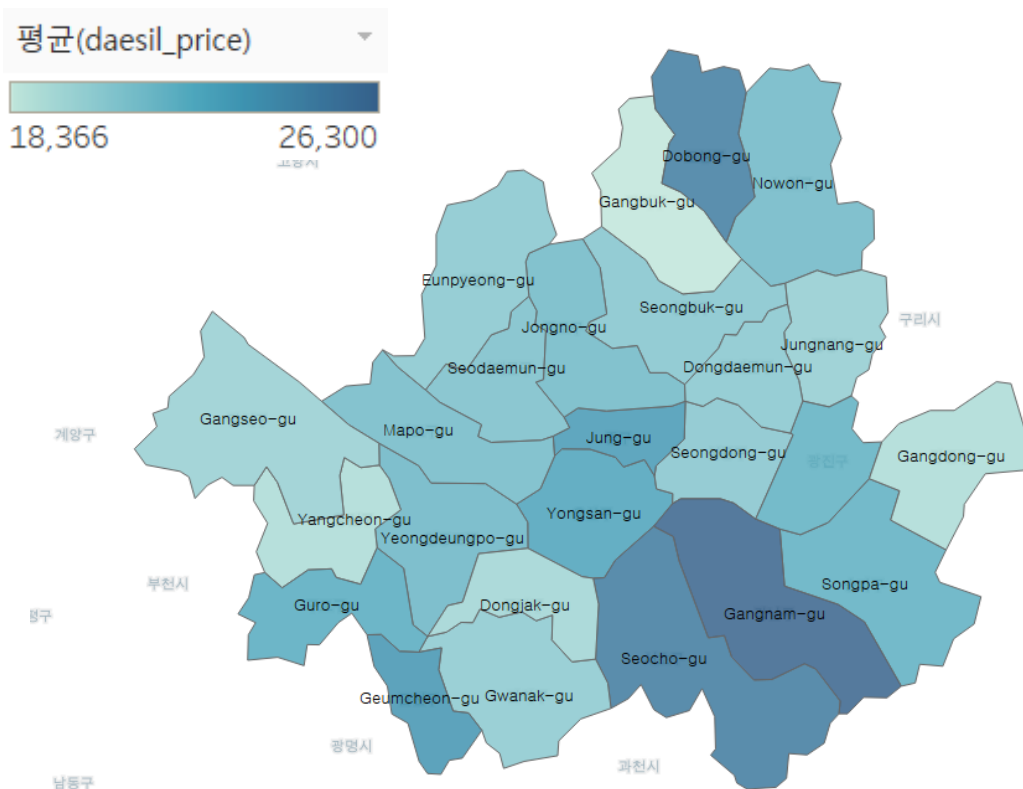 평균(daesil_price)
18,366 26,300
고양시
Dobong-gu
Nowon-gu
Gangbuk-gu
Eunpyeong-gu
Seongbuk-gu
구리시
Jongno-gu
Jungnang-gu
Seodaemun-gu
Dongdaemun-gu
Gangseo-gu
계양구
Mapo-gu
Jung-gu
Seongdong-gu
광진구
Gangdong-gu
Yangcheon-gu
Yongsan-gu
Yeongdeungpo-gu
부천시
Songpa-gu
Guro-gu
Dongjak-gu
Gangnam-gu
Seocho-gu
Geumcheon-gu
Gwanak-gu
광명시
과천시
남동구